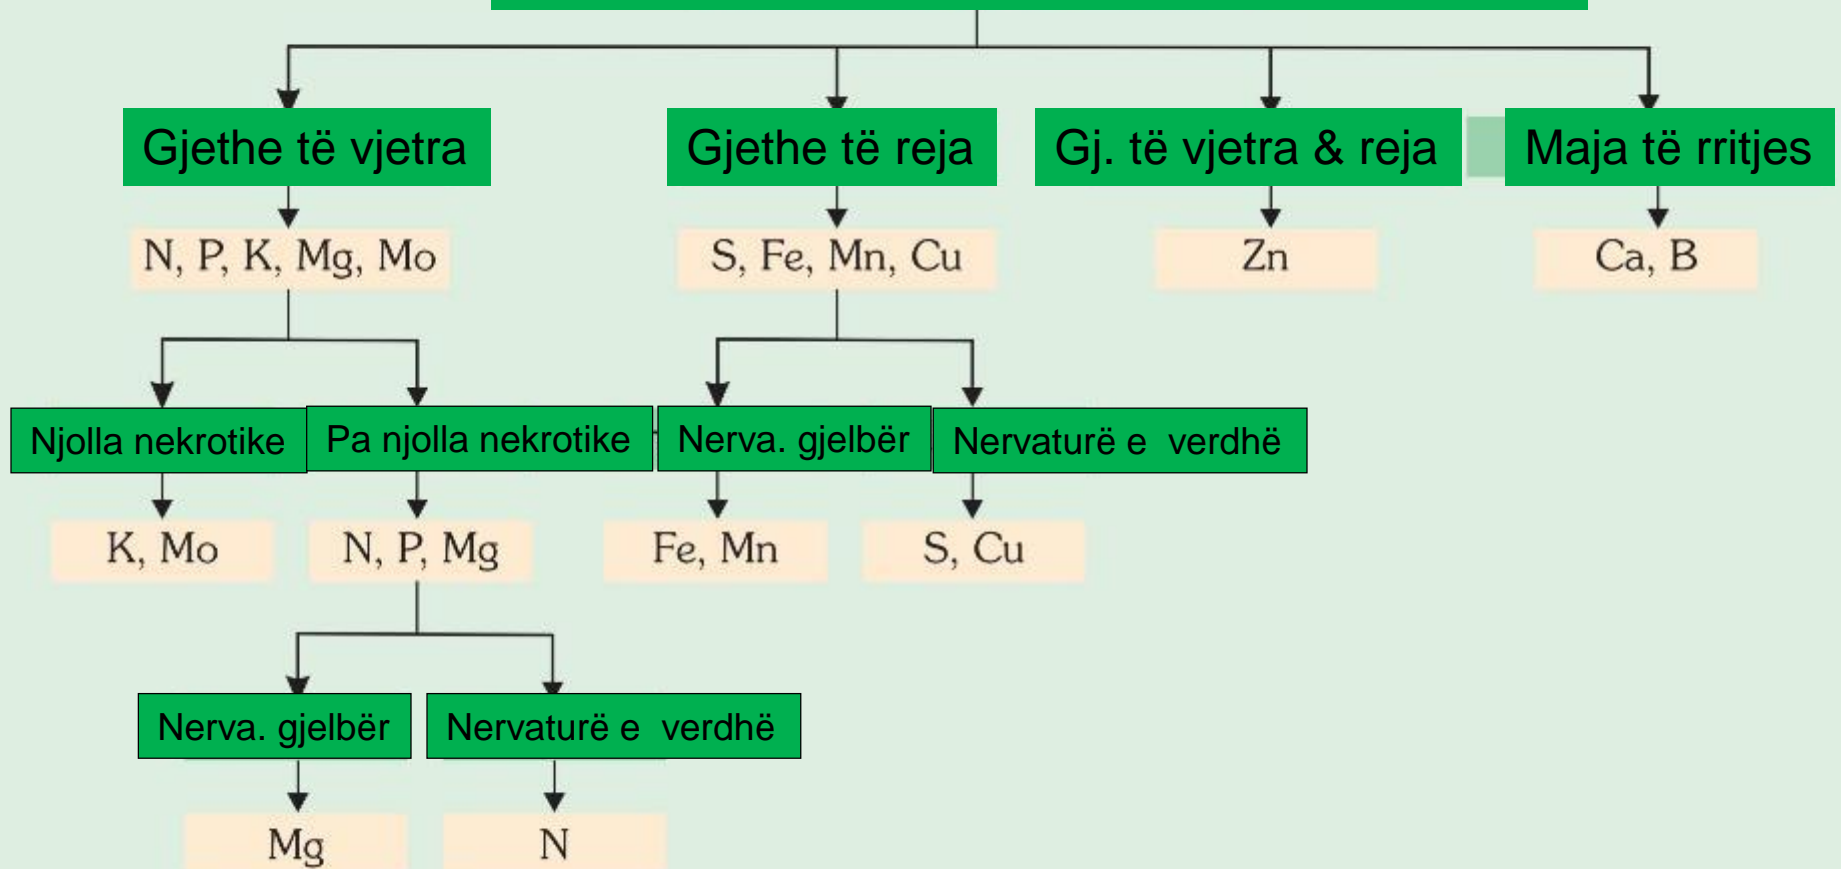 Gjethe të vjetra
Gjethe të reja
Gj. të vjetra & reja
Maja të rritjes
N, P, K, Mg, Mo
S, Fe, Mn, Cu
Zn
Ca, B
Njolla nekrotike
Pa njolla nekrotike
Nerva. gjelbër
Nervaturë e  verdhë
K, Mo
N, P, Mg
Fe, Mn
S, Cu
Nerva. gjelbër
Nervaturë e  verdhë
Mg
N